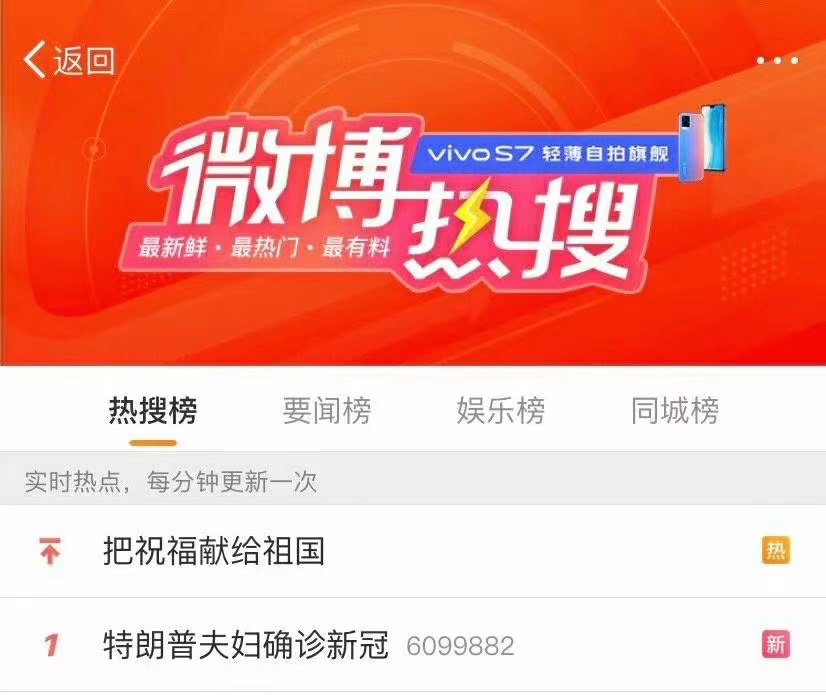 返回
微博
vivo S7 轻薄自拍旗舰
热搜
最新鲜·最热门·最有料
热搜榜 要闻榜 娱乐榜 同城榜
实时热点，每分钟更新一次
把祝福献给祖国 热
1 特朗普夫妇确诊新冠 6099882 新